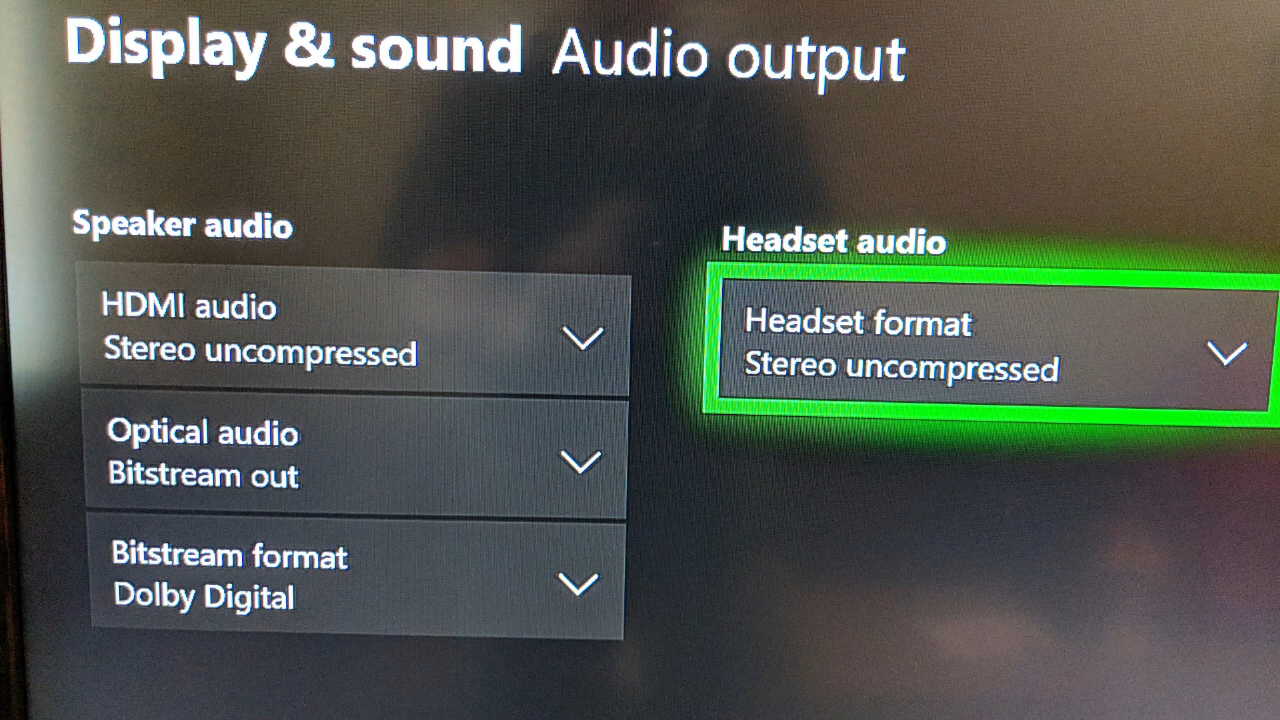 Display & sound Audio output
Speaker audio
HDMI audio
Stereo uncompressed
Optical audio
Bitstream out
Bitstream format
Dolby Digital
Headset audio
Headset format
Stereo uncompressed